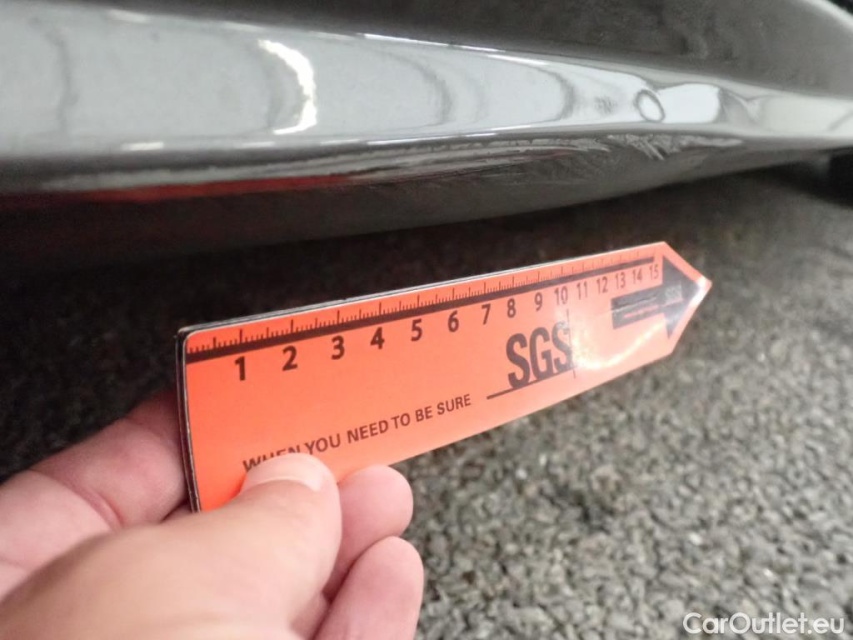 1 2 3 4 5 6 7 8 9 10 11 12 13 14 15
SGS
WHEN YOU NEED TO BE SURE
CarOutlet.eu